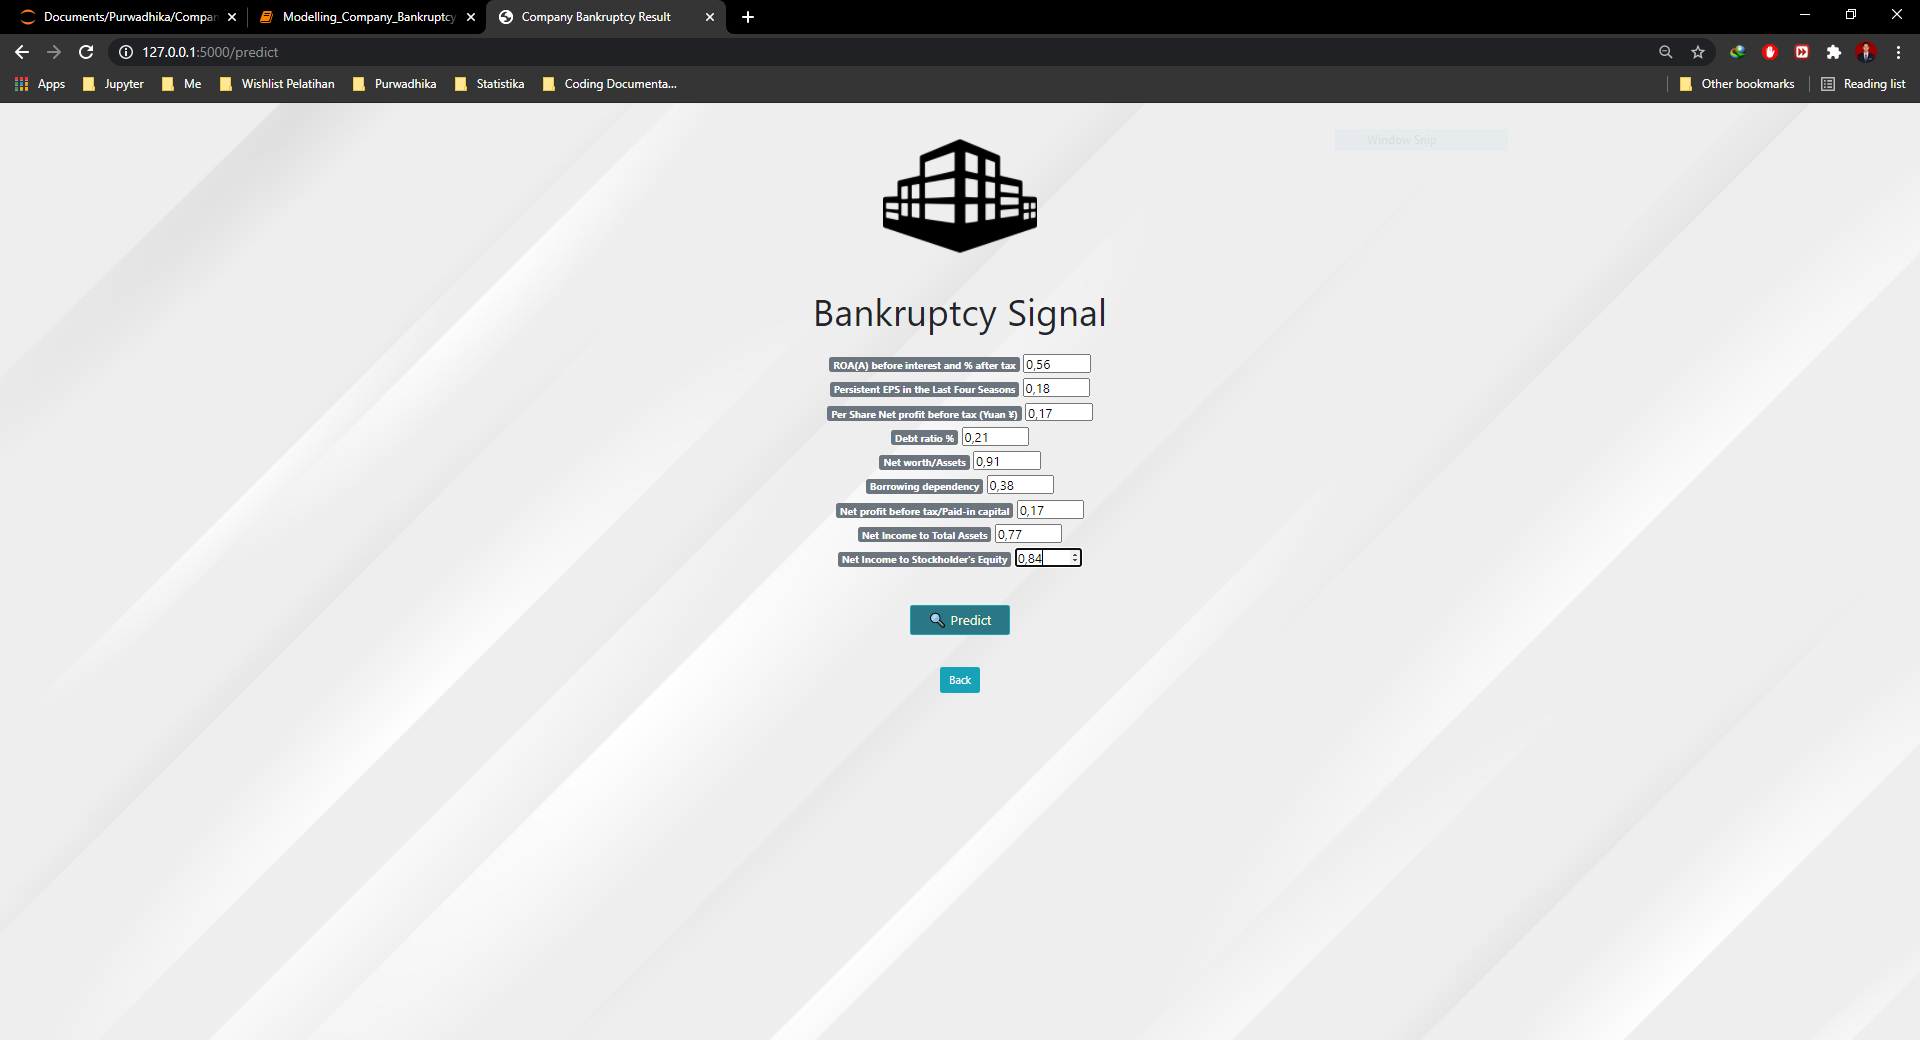 Documents/Purwadhika/Compan
Modelling_Company_Bankruptcy
Company Bankruptcy Result
127.0.0.1:5000/predict
Apps Jupyter Me Wishlist Pelatihan Purwadhika Statistika Coding Documenta... Other bookmarks Reading list
Window Snip
Bankruptcy Signal
ROA(A) before interest and % after tax 0,56
Persistent EPS in the Last Four Seasons 0,18
Per Share Net profit before tax (Yuan ¥) 0,17
Debt ratio % 0,21
Net worth/Assets 0,91
Borrowing dependency 0,38
Net profit before tax/Paid-in capital 0,17
Net Income to Total Assets 0,77
Net Income to Stockholder's Equity 0,84
Predict
Back